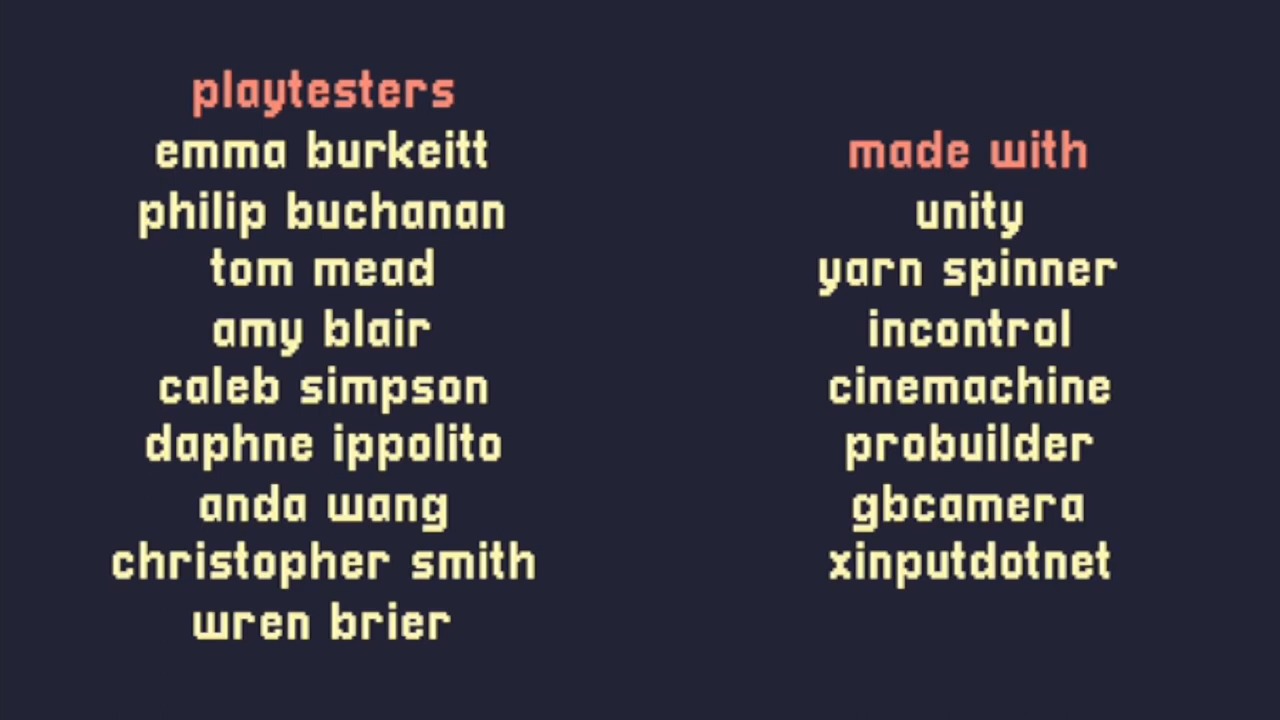 playtesters
emma burkeitt
philip buchanan
tom mead
amy blair
caleb simpson
daphne ippolito
anda wang
christopher smith
wren brier
made with
unity
yarn spinner
incontrol
cinemachine
probuilder
gbcamera
xinputdotnet